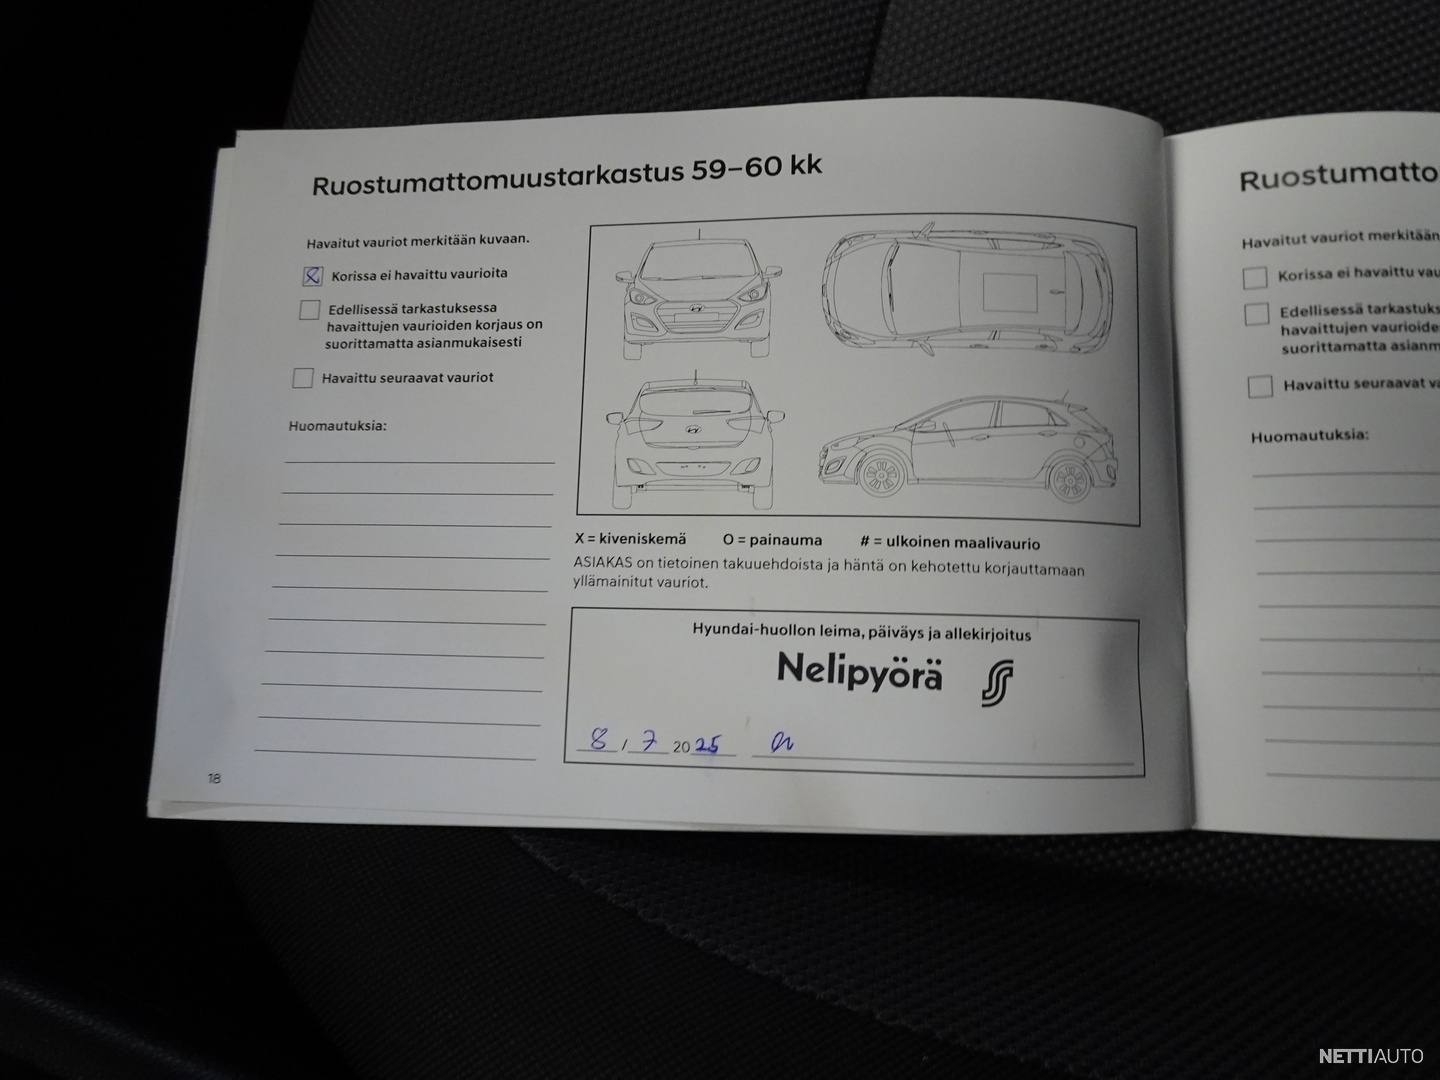 Ruostumattomuustarkastus 59–60 kk
Havaitut vauriot merkitään kuvaan.
Korissa ei havaittu vaurioita
Edellisessä tarkastuksessa
havaittujen vaurioiden korjaus on
suorittamatta asianmukaisesti
Havaittu seuraavat vauriot
Huomautuksia:
X = kiveniskemä O = painauma # = ulkoinen maalivaurio
ASIAKAS on tietoinen takuuehdoista ja häntä on kehotettu korjauttamaan
yllämainitut vauriot.
Hyundai-huollon leima, päiväys ja allekirjoitus
Nelipyörä
8 / 7 2025
18
Ruostumatto
Havaitut vauriot merkitään
Korissa ei havaittu vau
Edellisessä tarkastuks
havaittujen vaurioide
suorittamatta asianm
Havaittu seuraavat va
Huomautuksia:
NETTIAUTO